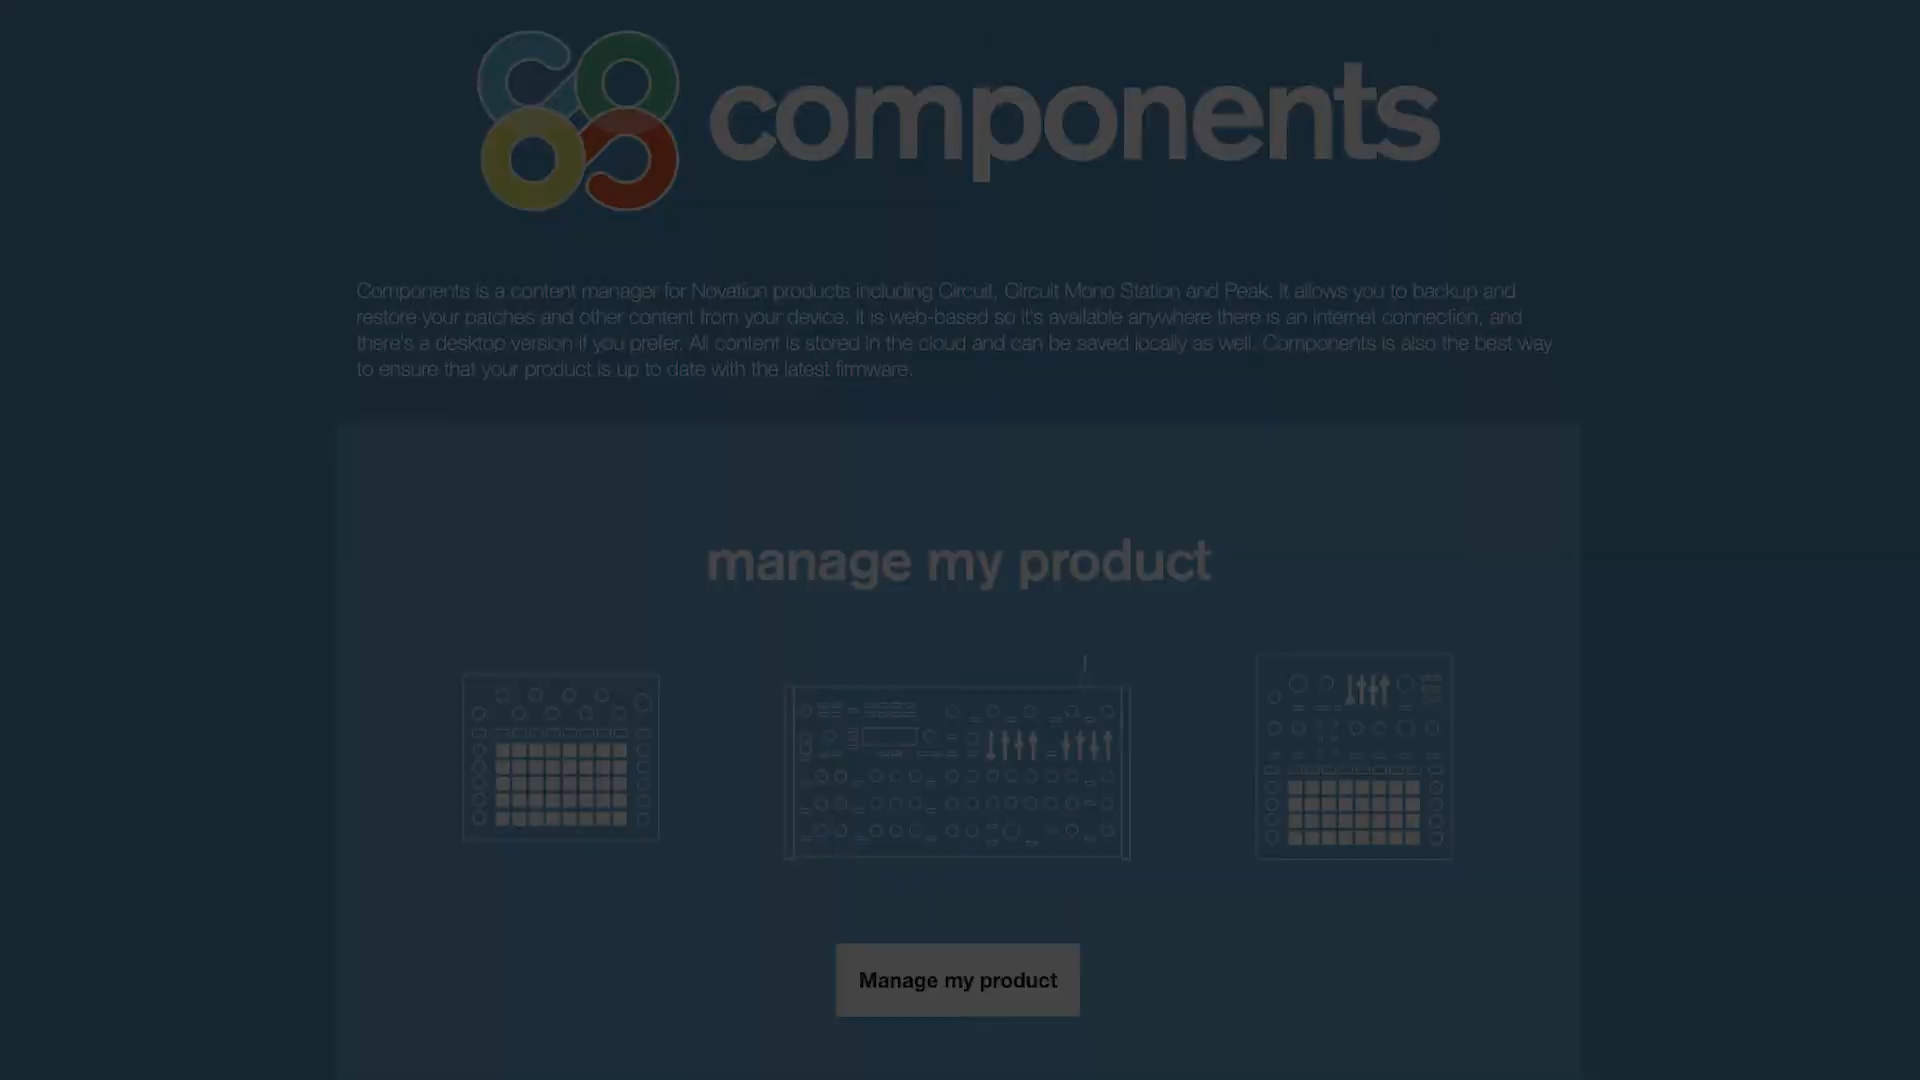 components
Components is a content manager for Novation products including Circuit, Circuit Mono Station and Peak. It allows you to backup and
restore your patches and other content from your device. It is web-based so it's available anywhere there is an internet connection, and
there's a desktop version if you prefer. All content is stored in the cloud and can be saved locally as well. Components is also the best way
to ensure that your product is up to date with the latest firmware.
manage my product
Manage my product